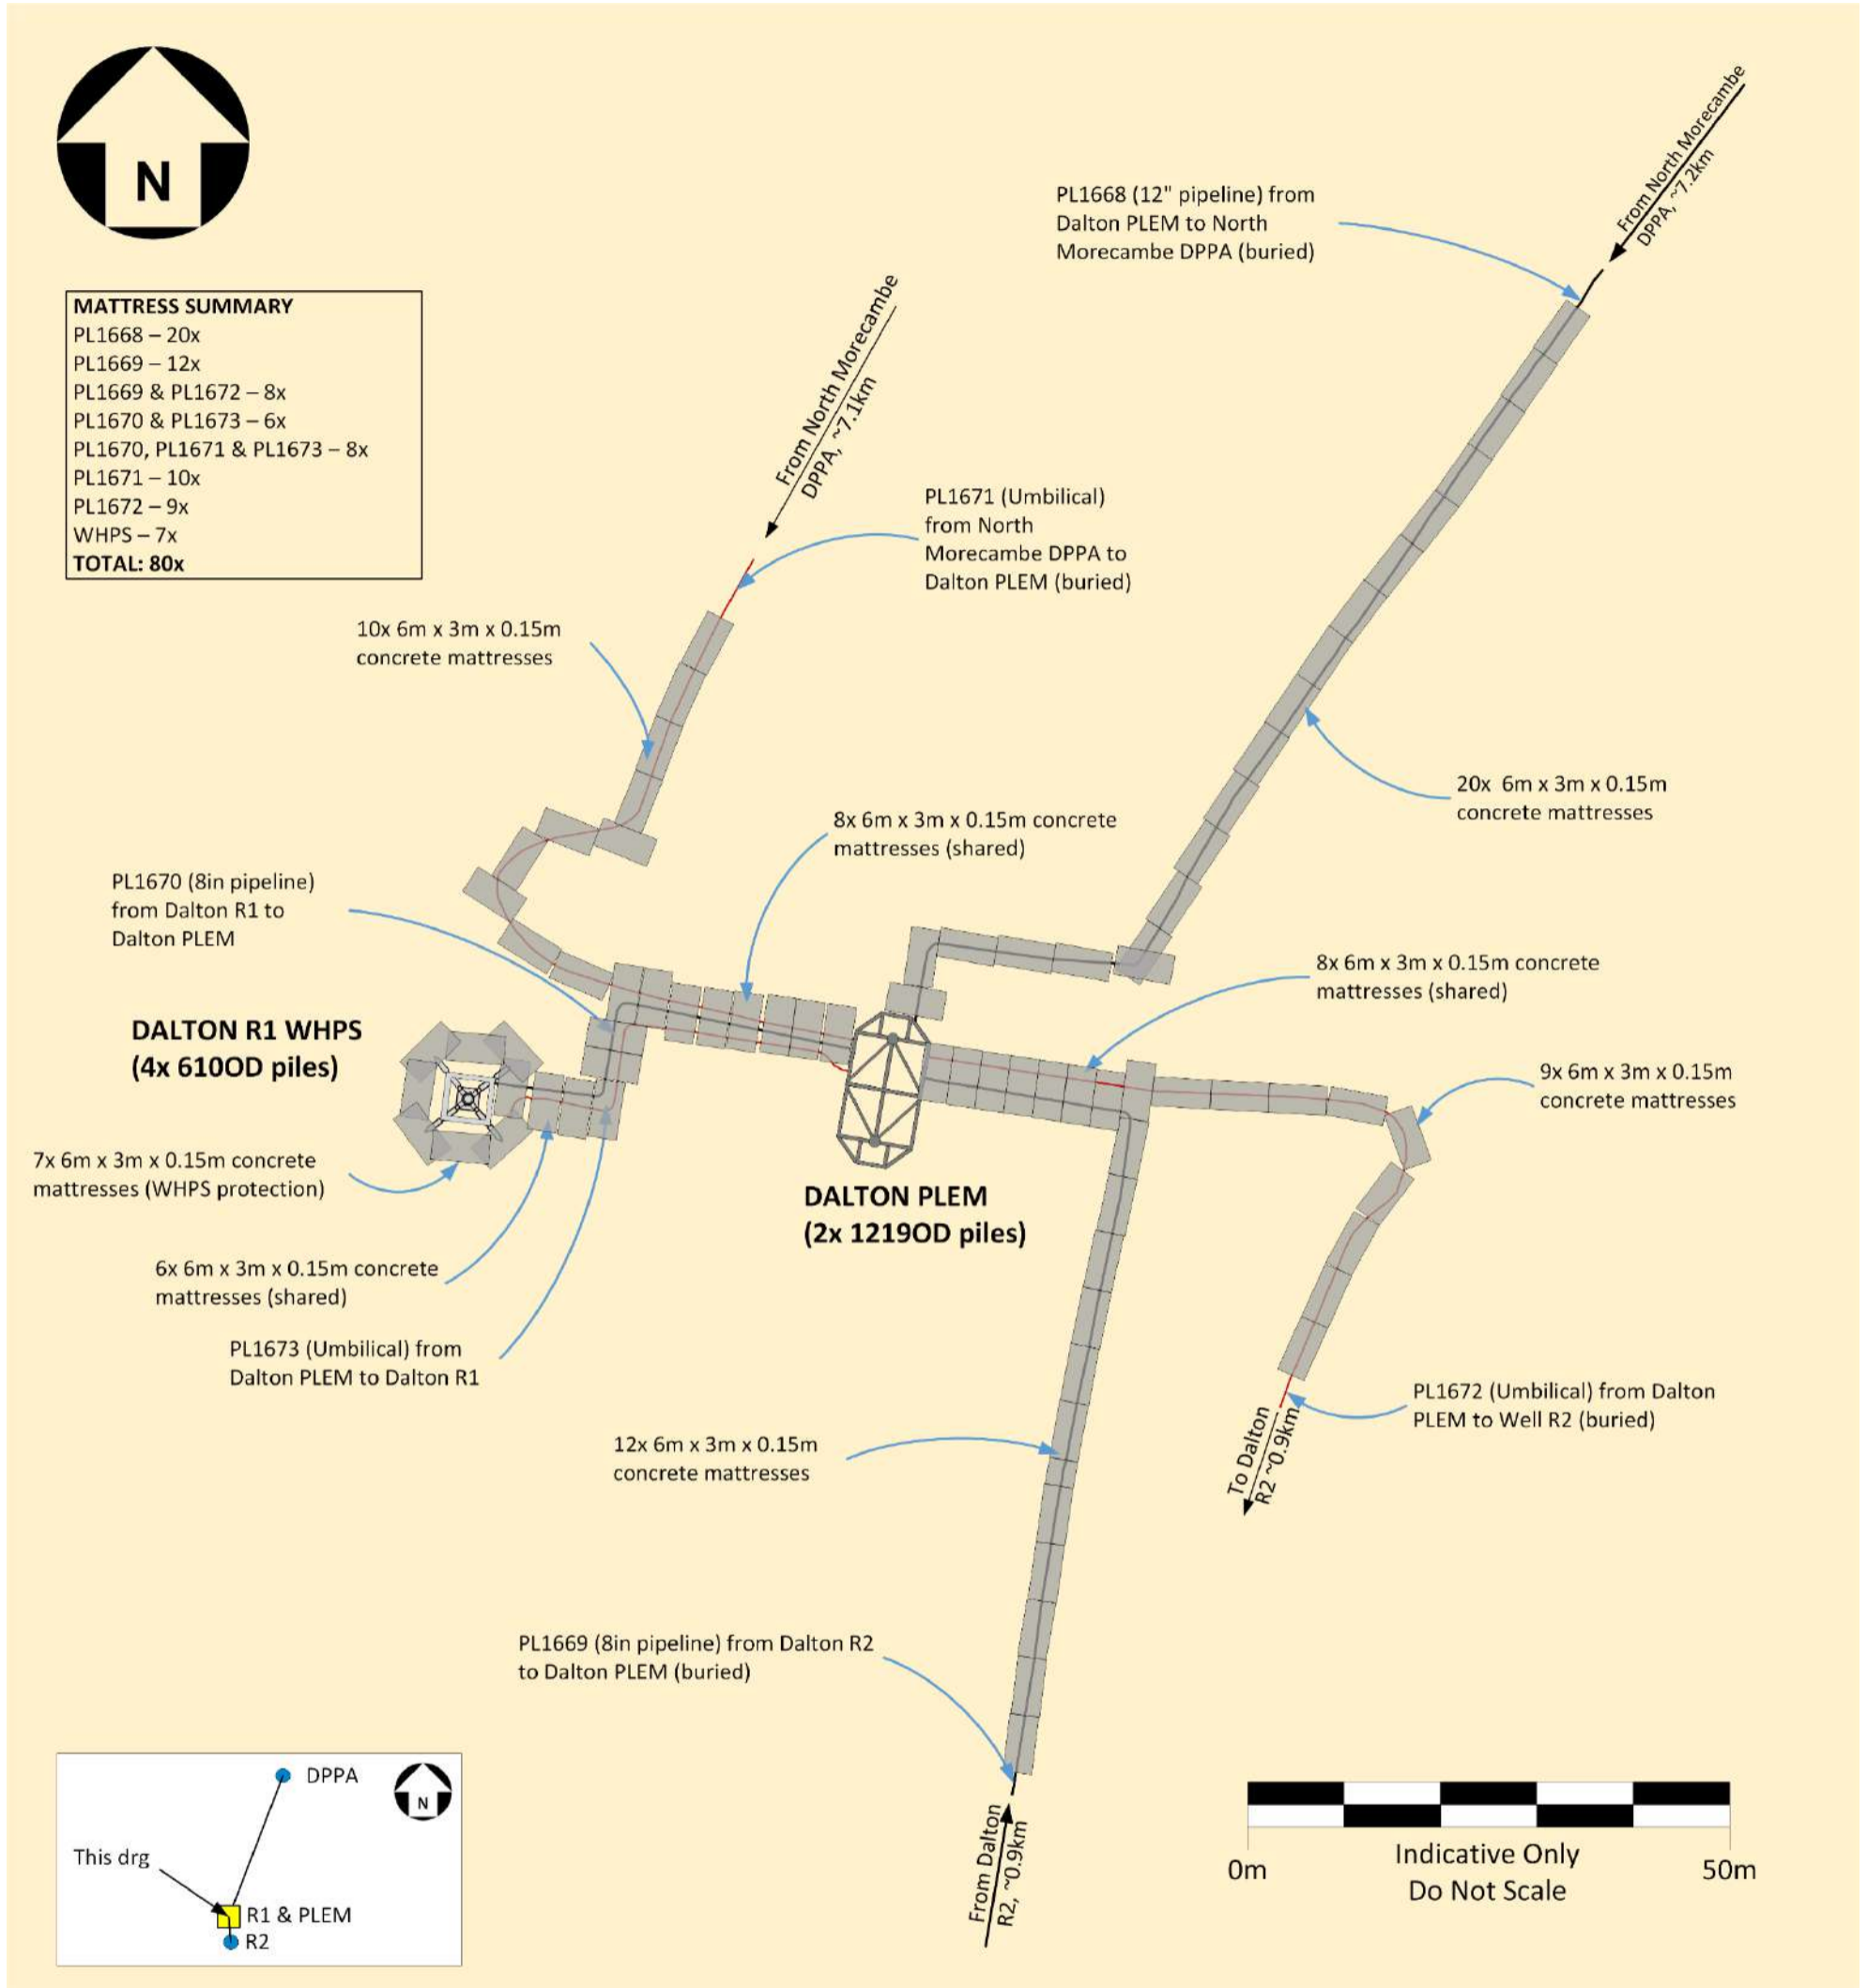 N
MATTRESS SUMMARY
PL1668 – 20x
PL1669 – 12x
PL1669 & PL1672 – 8x
PL1670 & PL1673 – 6x
PL1670, PL1671 & PL1673 – 8x
PL1671 – 10x
PL1672 – 9x
WHPS – 7x
TOTAL: 80x
From North Morecambe
DPPA, ~7.2km
PL1668 (12" pipeline) from
Dalton PLEM to North
Morecambe DPPA (buried)
From North Morecambe
DPPA, ~7.1km
PL1671 (Umbilical)
from North
Morecambe DPPA to
Dalton PLEM (buried)
10x 6m x 3m x 0.15m
concrete mattresses
20x 6m x 3m x 0.15m
concrete mattresses
8x 6m x 3m x 0.15m concrete
mattresses (shared)
PL1670 (8in pipeline)
from Dalton R1 to
Dalton PLEM
8x 6m x 3m x 0.15m concrete
mattresses (shared)
DALTON R1 WHPS
(4x 610OD piles)
9x 6m x 3m x 0.15m
concrete mattresses
7x 6m x 3m x 0.15m concrete
mattresses (WHPS protection)
DALTON PLEM
(2x 1219OD piles)
6x 6m x 3m x 0.15m concrete
mattresses (shared)
PL1673 (Umbilical) from
Dalton PLEM to Dalton R1
PL1672 (Umbilical) from Dalton
PLEM to Well R2 (buried)
To Dalton
R2 ~0.9km
12x 6m x 3m x 0.15m
concrete mattresses
PL1669 (8in pipeline) from Dalton R2
to Dalton PLEM (buried)
From Dalton
R2, ~0.9km
DPPA
N
This drg
R1 & PLEM
R2
0m
Indicative Only
Do Not Scale
50m